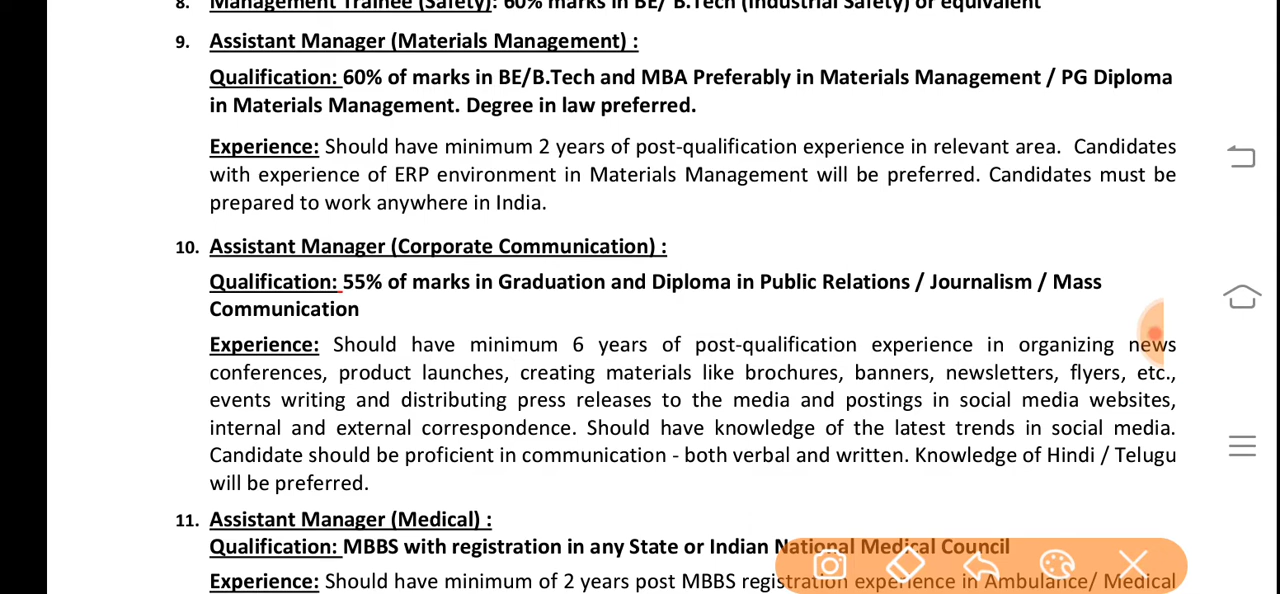 8. Management Trainee (Safety): 60% marks in BE/ B.Tech (Industrial Safety) or equivalent
9. Assistant Manager (Materials Management) :
Qualification: 60% of marks in BE/B.Tech and MBA Preferably in Materials Management / PG Diploma
in Materials Management. Degree in law preferred.
Experience: Should have minimum 2 years of post-qualification experience in relevant area. Candidates
with experience of ERP environment in Materials Management will be preferred. Candidates must be
prepared to work anywhere in India.
10. Assistant Manager (Corporate Communication) :
Qualification: 55% of marks in Graduation and Diploma in Public Relations / Journalism / Mass
Communication
Experience: Should have minimum 6 years of post-qualification experience in organizing news
conferences, product launches, creating materials like brochures, banners, newsletters, flyers, etc.,
events writing and distributing press releases to the media and postings in social media websites,
internal and external correspondence. Should have knowledge of the latest trends in social media.
Candidate should be proficient in communication - both verbal and written. Knowledge of Hindi / Telugu
will be preferred.
11. Assistant Manager (Medical) :
Qualification: MBBS with registration in any State or Indian National Medical Council
Experience: Should have minimum of 2 years post MBBS registration experience in Ambulance/ Medical